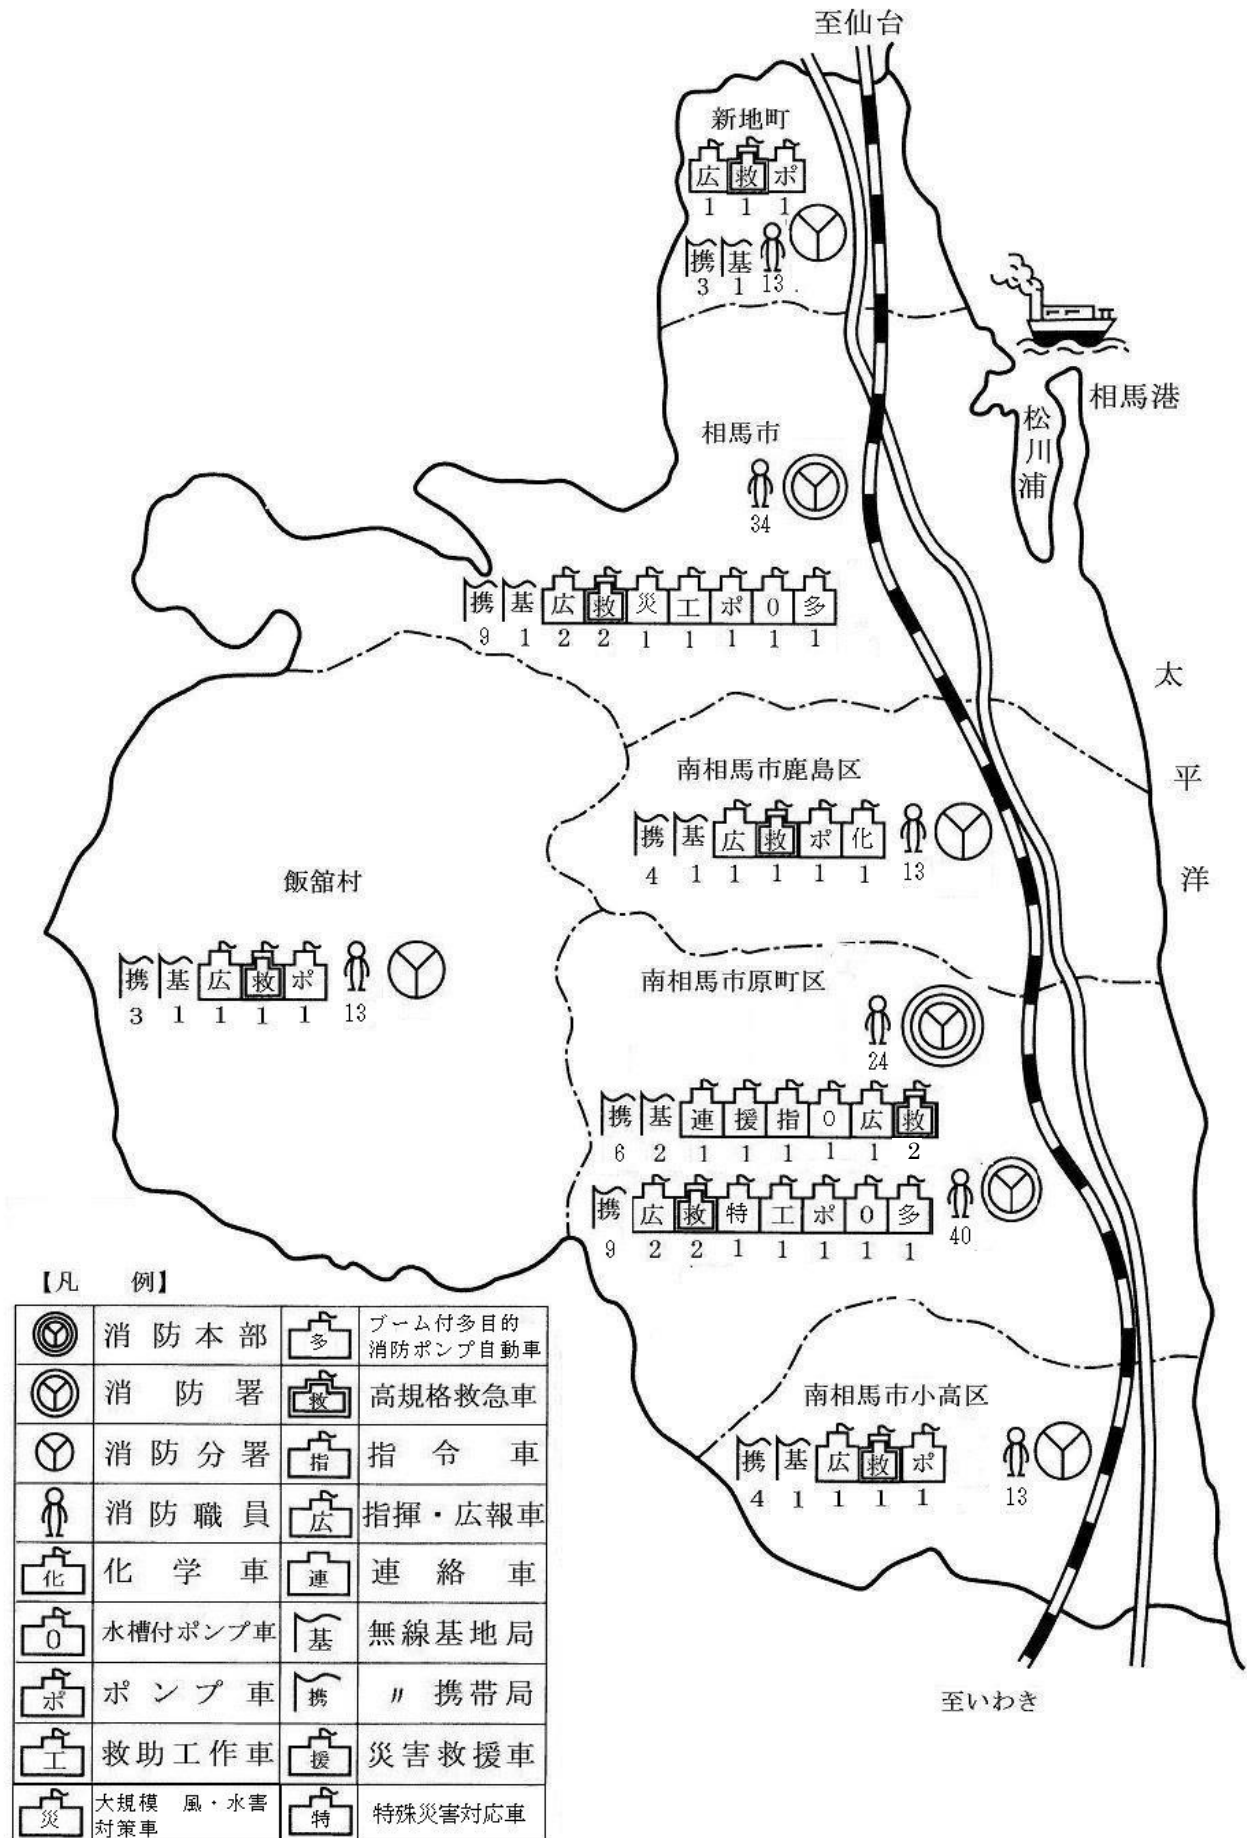 至仙台
新地町
広 救 ポ
1 1 1
携 基
3 1 13
相馬港
松川浦
相馬市
34
携 基 広 救 災 工 ポ 0 多
9 1 2 2 1 1 1 1 1
太平洋
南相馬市鹿島区
携 基 広 救 ポ 化
4 1 1 1 1 1 13
飯舘村
携 基 広 救 ポ
3 1 1 1 1 13
南相馬市原町区
24
携 基 連 援 指 0 広 救
6 2 1 1 1 1 1 2
携 広 救 特 工 ポ 0 多
9 2 2 1 1 1 1 1 40
南相馬市小高区
携 基 広 救 ポ
4 1 1 1 1 13
至いわき
【凡 例】
消防本部 多 ブーム付多目的
消防ポンプ自動車
消防署 救 高規格救急車
消防分署 指 指令車
消防職員 広 指揮・広報車
化 化学車 連 連絡車
0 水槽付ポンプ車 基 無線基地局
ポ ポンプ車 携 〃 携帯局
工 救助工作車 援 災害救援車
災 大規模 風・水害
対策車 特 特殊災害対応車